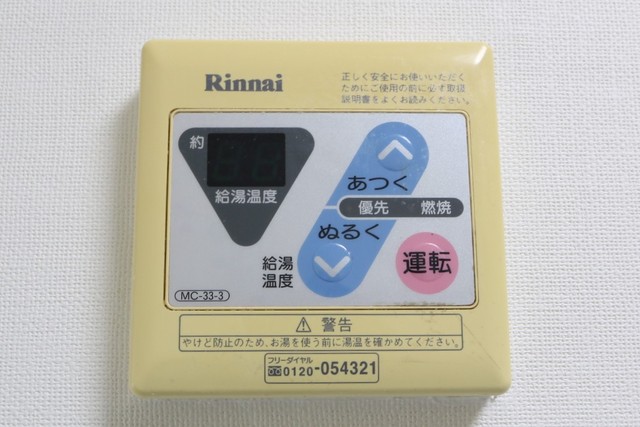 Rinnai
正しく安全にお使いいただく
ためにご使用の前に必ず取扱
説明書をよくお読みください。
約
給湯温度
あつく
優先 燃焼
ぬるく
給湯
温度
運転
MC-33-3
⚠ 警告
やけど防止のため、お湯を使う前に湯温を確かめてください。
フリーダイヤル
0120-054321